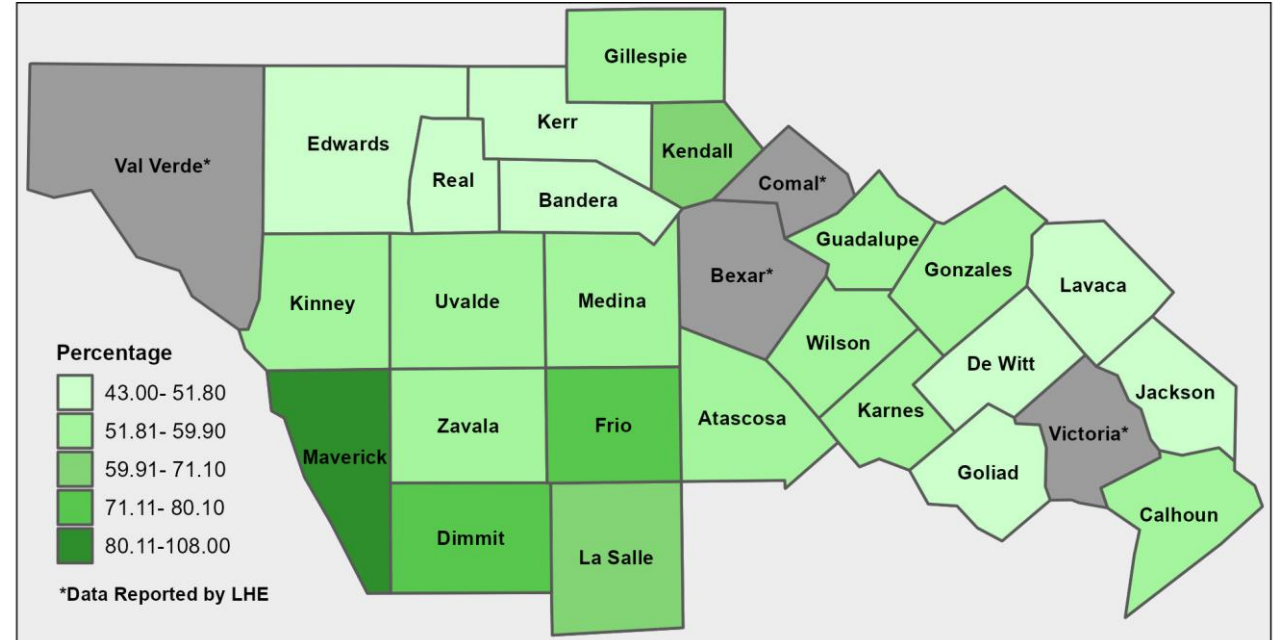 Gillespie
Edwards
Kerr
Val Verde*
Real
Kendall
Comal*
Bandera
Guadalupe
Bexar*
Gonzales
Lavaca
Kinney
Uvalde
Medina
Wilson
De Witt
Jackson
Karnes
Atascosa
Zavala
Frio
Maverick
Victoria*
Goliad
Calhoun
Dimmit
La Salle
Percentage
43.00- 51.80
51.81- 59.90
59.91- 71.10
71.11- 80.10
80.11-108.00
*Data Reported by LHE